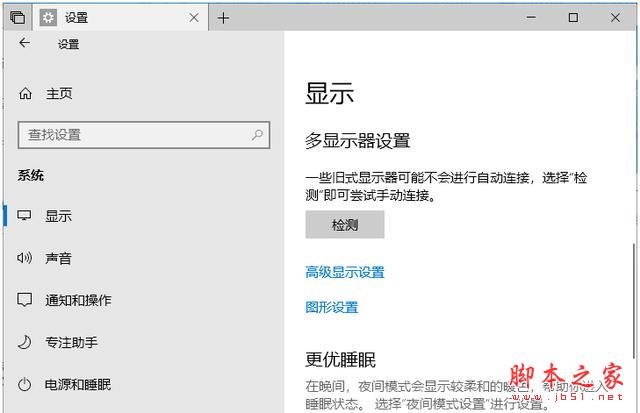 设置
设置
主页
查找设置
系统
显示
声音
通知和操作
专注助手
电源和睡眠
显示
多显示器设置
一些旧式显示器可能不会进行自动连接，选择“检
测”即可尝试手动连接。
检测
高级显示设置
图形设置
更优睡眠
在晚间，夜间模式会显示较柔和的暖色，帮助你进入
睡眠状态。 选择“夜间模式设置”进行设置。
脚本之家
www.jb51.net